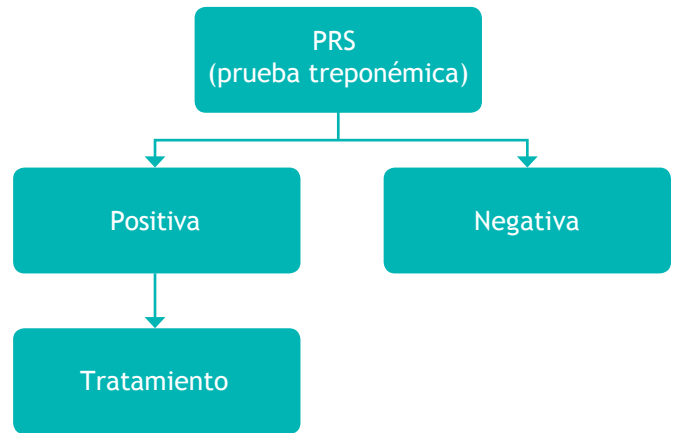 PRS
(prueba treponémica)
Positiva
Negativa
Tratamiento